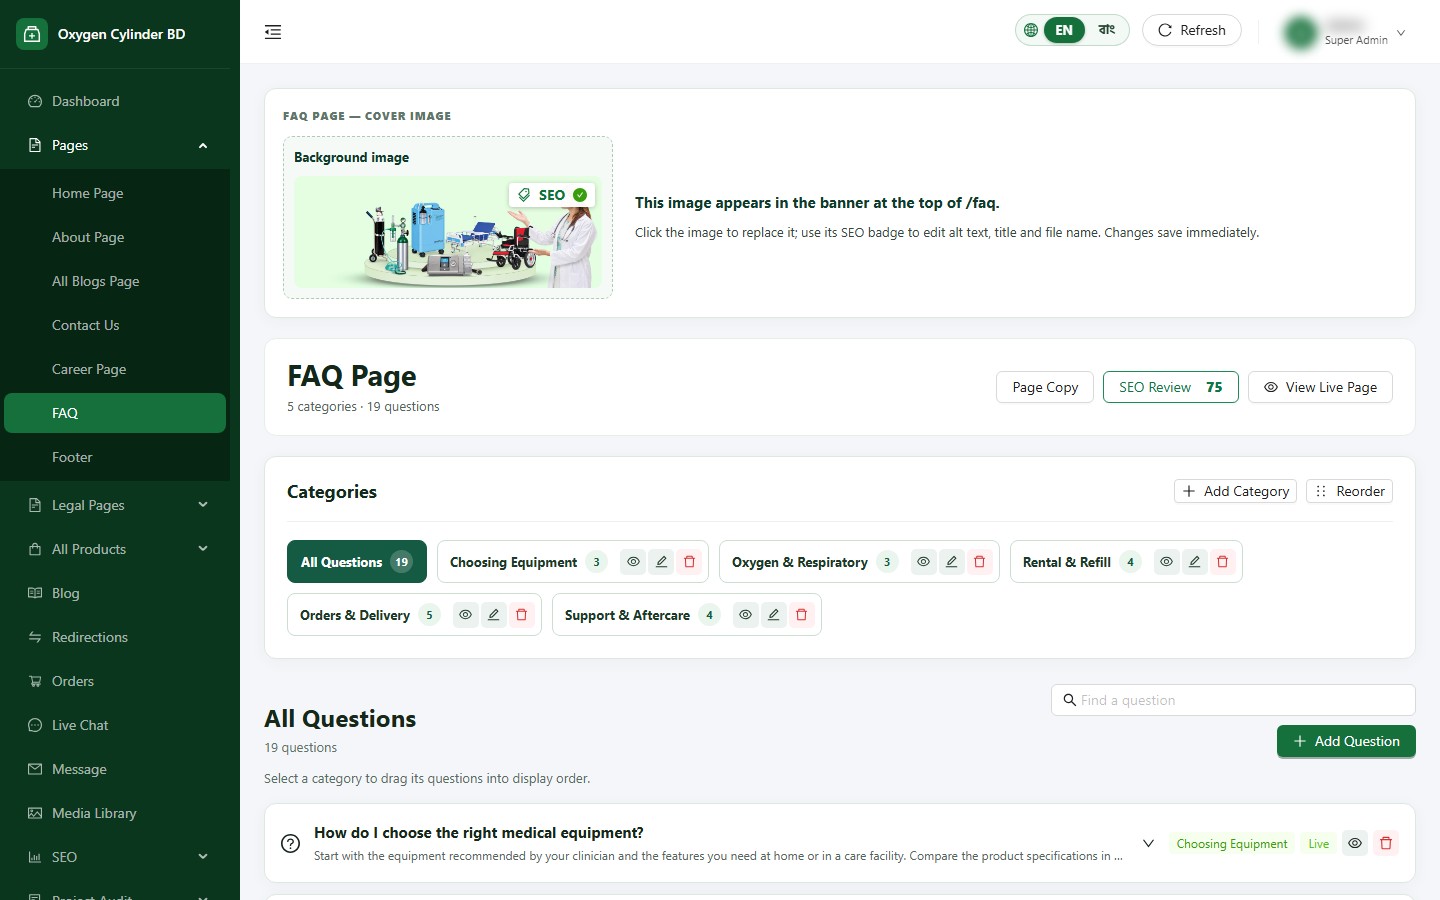 Oxygen Cylinder BD
EN
বাং
Refresh
Super Admin
Dashboard
Pages
Home Page
About Page
All Blogs Page
Contact Us
Career Page
FAQ
Footer
Legal Pages
All Products
Blog
Redirections
Orders
Live Chat
Message
Media Library
SEO
Project Audit
FAQ PAGE — COVER IMAGE
Background image
SEO
This image appears in the banner at the top of /faq.
Click the image to replace it; use its SEO badge to edit alt text, title and file name. Changes save immediately.
FAQ Page
5 categories · 19 questions
Page Copy
SEO Review 75
View Live Page
Categories
Add Category
Reorder
All Questions 19
Choosing Equipment 3
Oxygen & Respiratory 3
Rental & Refill 4
Orders & Delivery 5
Support & Aftercare 4
All Questions
19 questions
Select a category to drag its questions into display order.
Find a question
Add Question
How do I choose the right medical equipment?
Start with the equipment recommended by your clinician and the features you need at home or in a care facility. Compare the product specifications in ...
Choosing Equipment
Live